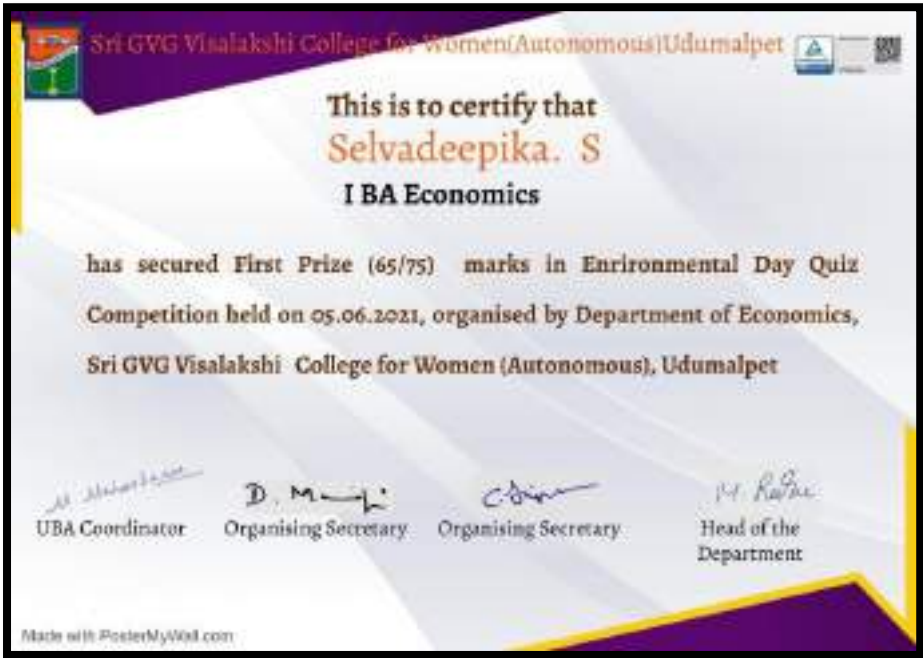 Sri GVG Visalakshi College for Women(Autonomous)Udumalpet
This is to certify that
Selvadeepika. S
I BA Economics
has secured First Prize (65/75) marks in Enrironmental Day Quiz
Competition held on 05.06.2021, organised by Department of Economics,
Sri GVG Visalakshi College for Women (Autonomous), Udumalpet
D. M
UBA Coordinator
Organising Secretary
Organising Secretary
Head of the
Department
Made with PosterMyWall.com